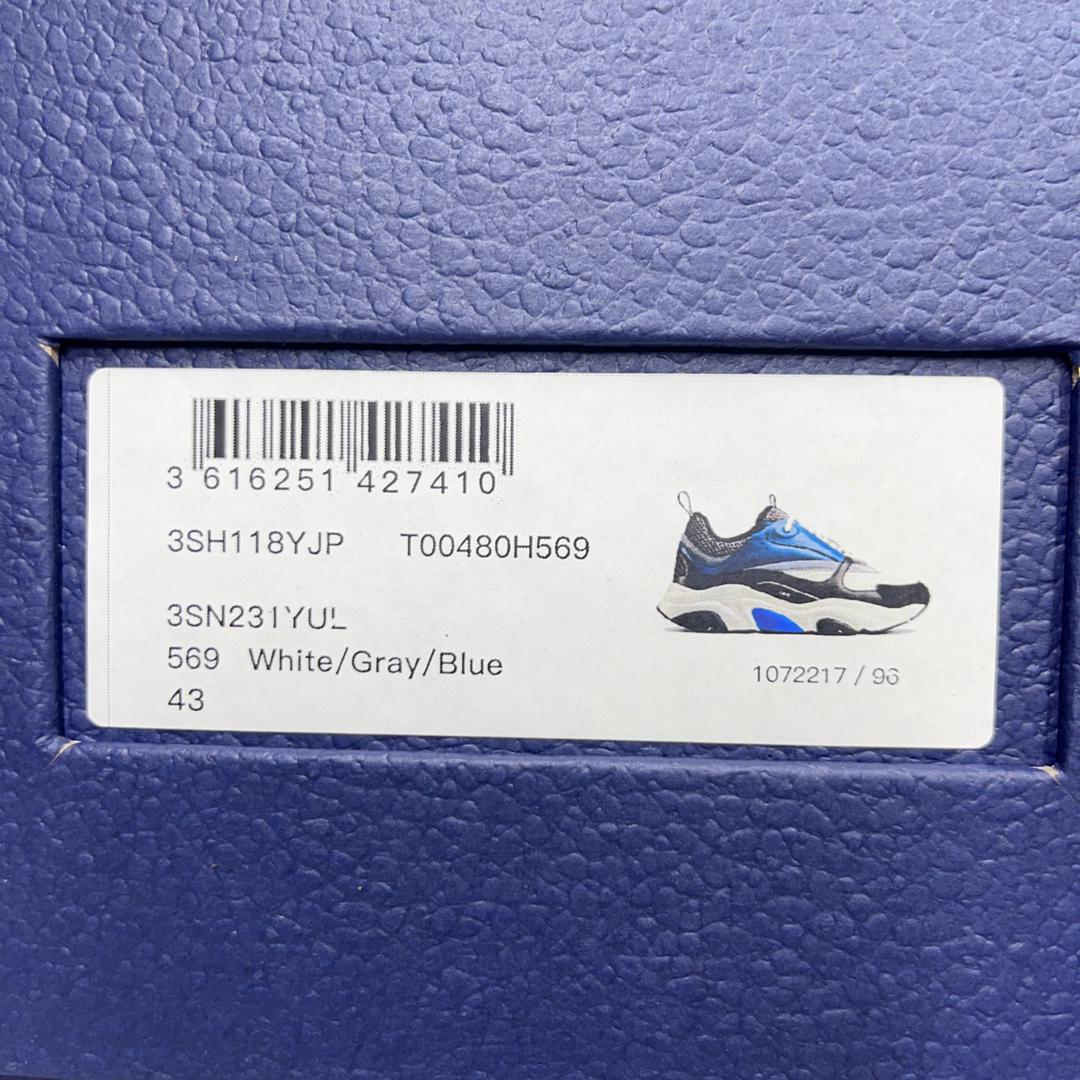 3 616251 427410
3SH118YJP T00480H569
3SN231YUL
569 White/Gray/Blue
1072217 / 96
43